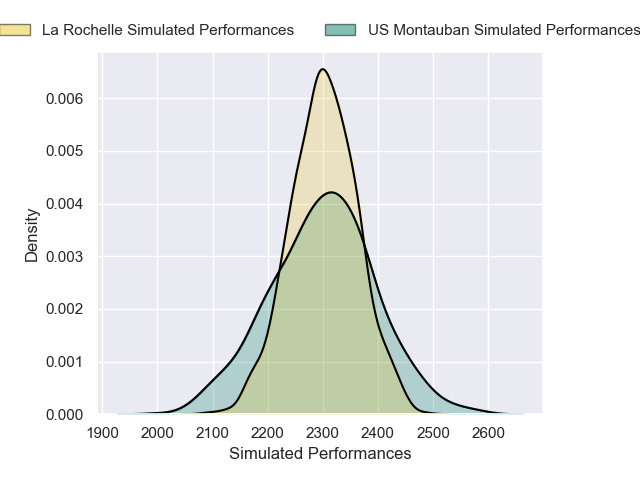 La Rochelle Simulated Performances US Montauban Simulated Performances
0.006
0.005
0.004
0.003
0.002
0.001
0.000
Density
1900 2000 2100 2200 2300 2400 2500 2600
Simulated Performances